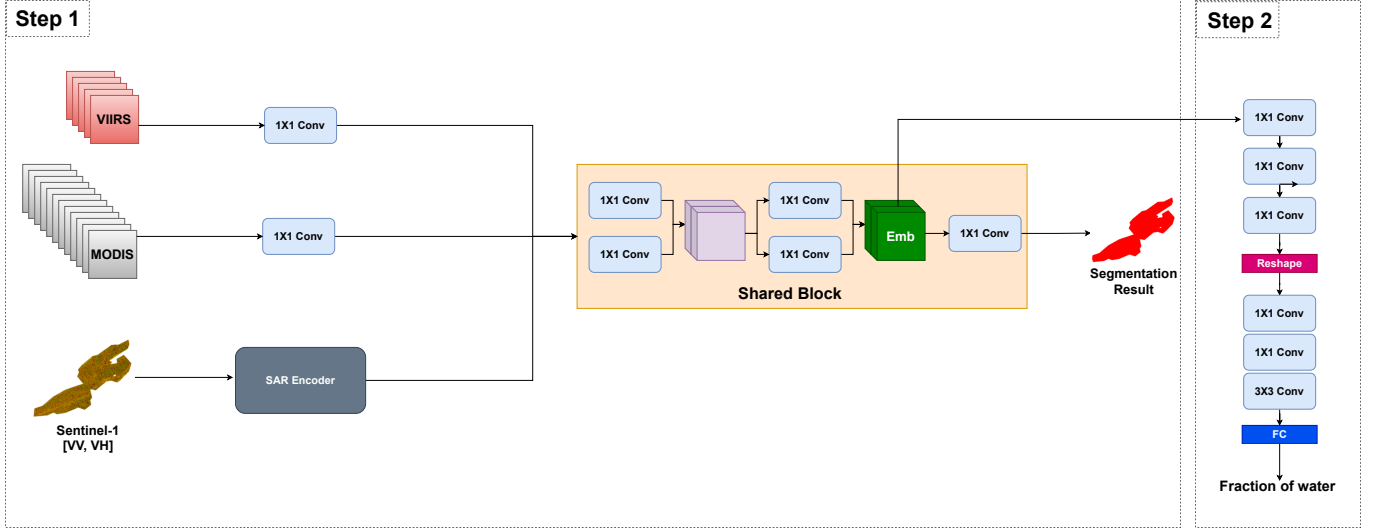 Step 1
VIIRS
1X1 Conv
MODIS
1X1 Conv
Sentinel-1
[VV, VH]
SAR Encoder
1X1 Conv
1X1 Conv
1X1 Conv
1X1 Conv
Emb
1X1 Conv
Shared Block
Segmentation
Result
Step 2
1X1 Conv
1X1 Conv
1X1 Conv
Reshape
1X1 Conv
1X1 Conv
3X3 Conv
FC
Fraction of water